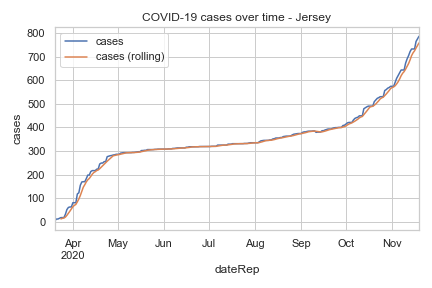 COVID-19 cases over time - Jersey
cases
cases (rolling)
800
700
600
500
400
300
200
100
0
cases
Apr May Jun Jul Aug Sep Oct Nov
2020
dateRep